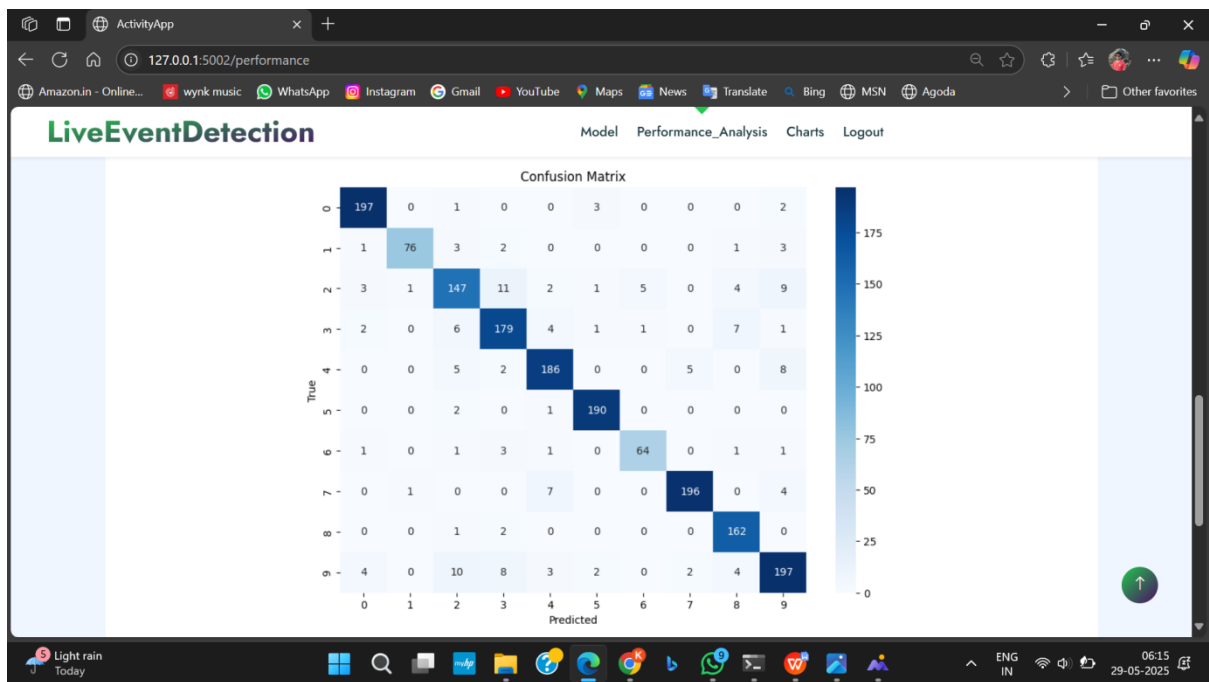 ActivityApp
127.0.0.1:5002/performance
Amazon.in - Online... wynk music WhatsApp Instagram Gmail YouTube Maps News Translate Bing MSN Agoda Other favorites
LiveEventDetection Model Performance_Analysis Charts Logout
Confusion Matrix
0 197 0 1 0 0 3 0 0 0 2
1 1 76 3 2 0 0 0 0 1 3
2 3 1 147 11 2 1 5 0 4 9
3 2 0 6 179 4 1 1 0 7 1
4 0 0 5 2 186 0 0 5 0 8
5 0 0 2 0 1 190 0 0 0 0
6 1 0 1 3 1 0 64 0 1 1
7 0 1 0 0 7 0 0 196 0 4
8 0 0 1 2 0 0 0 0 162 0
9 4 0 10 8 3 2 0 2 4 197
0 1 2 3 4 5 6 7 8 9
Predicted
True
175
150
125
100
75
50
25
0
5 Light rain
Today
myhp
9
ENG
IN
06:15
29-05-2025